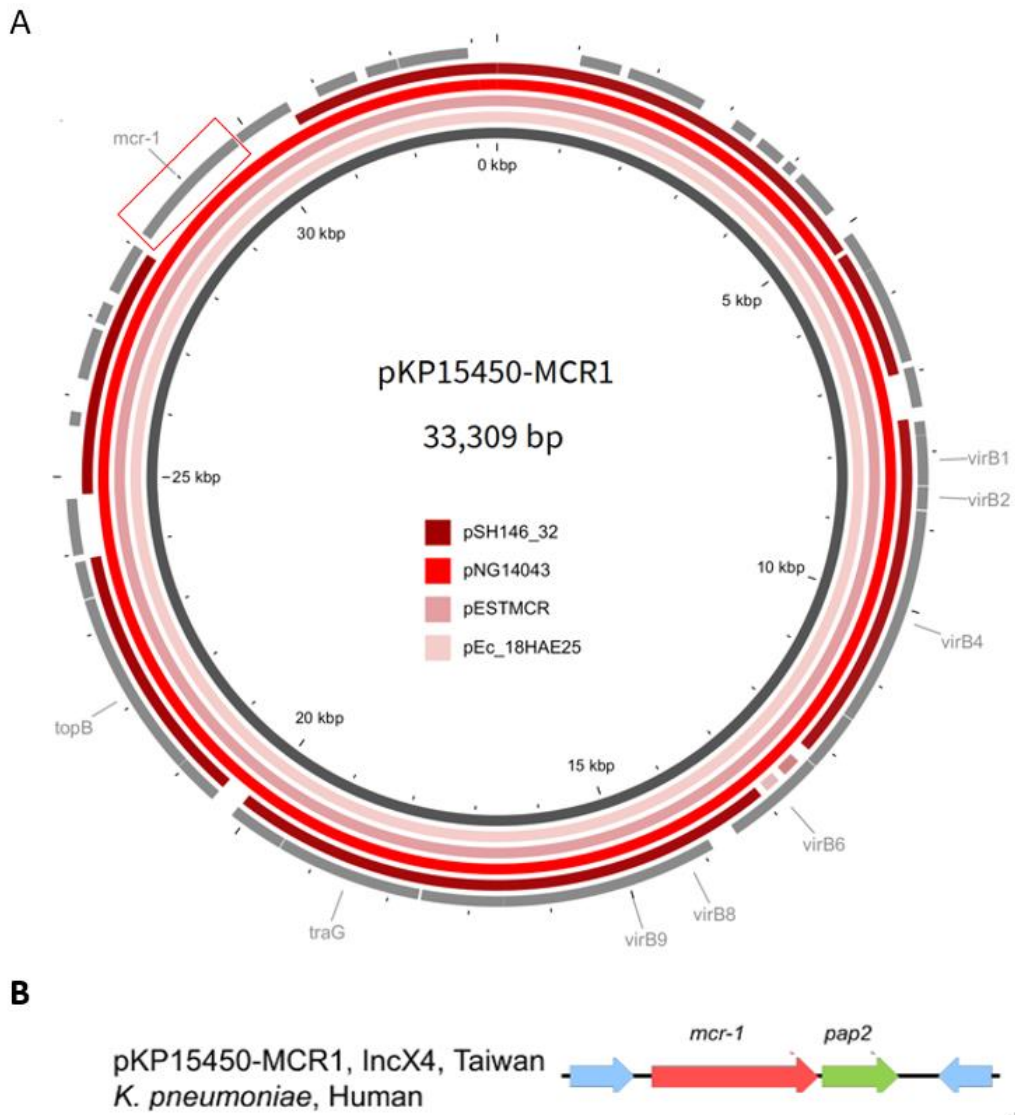 A
mcr-1
0 kbp
30 kbp
5 kbp
pKP15450-MCR1
33,309 bp
virB1
25 kbp
virB2
pSH146_32
pNG14043
10 kbp
pESTMCR
virB4
pEc_18HAE25
topB
20 kbp
15 kbp
virB6
virB8
traG
virB9
B
mcr-1 pap2
pKP15450-MCR1, IncX4, Taiwan
K. pneumoniae, Human